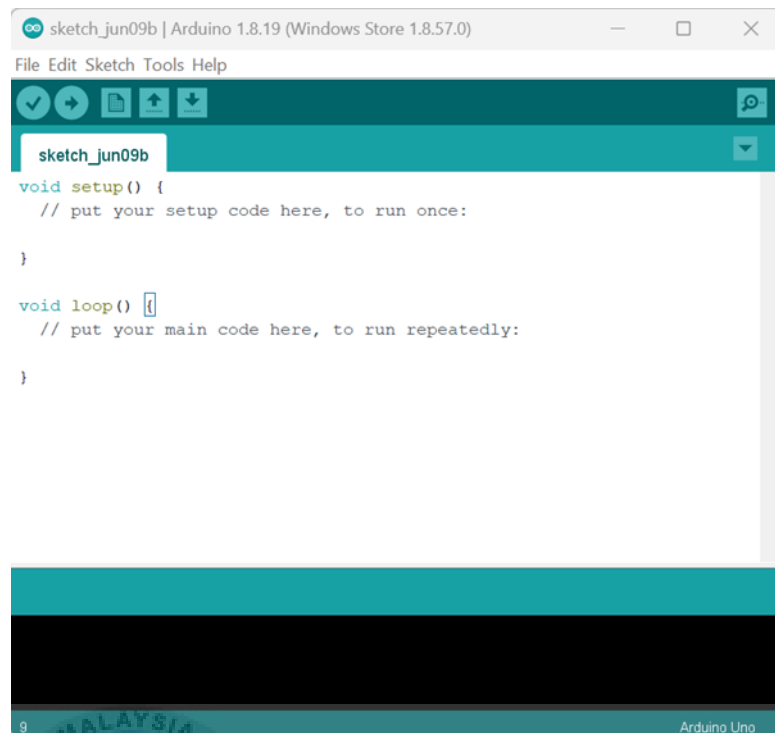 sketch_jun09b | Arduino 1.8.19 (Windows Store 1.8.57.0)
File Edit Sketch Tools Help
sketch_jun09b
void setup() {
  // put your setup code here, to run once:
}
void loop() {
  // put your main code here, to run repeatedly:
}
9
MALAYSIA
Arduino Uno